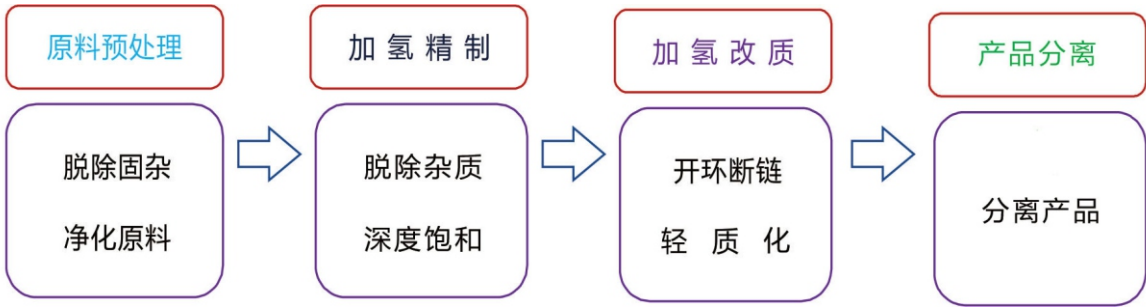 原料预处理
加氢精制
加氢改质
产品分离
脱除固杂
净化原料
脱除杂质
深度饱和
开环断链
轻质化
分离产品